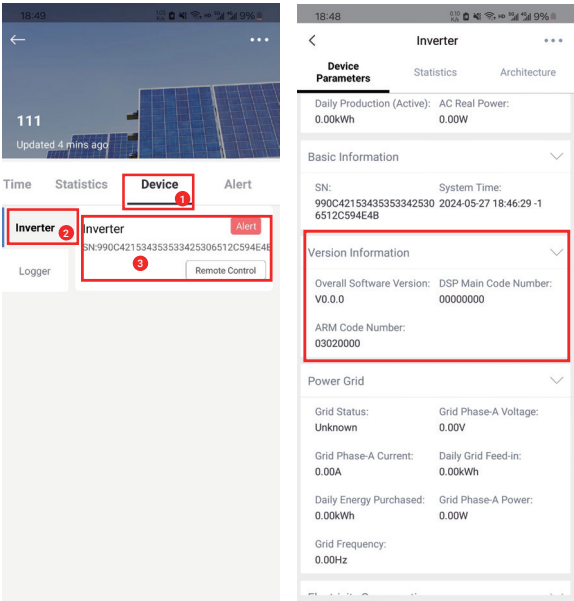 18:49
9%
111
Updated 4 mins ago
Time Statistics Device Alert
1
Inverter
2
Logger
Inverter Alert
SN:990C4215343535334253065​12C594E4B
3
Remote Control
18:48
9%
Inverter
Device Parameters
Statistics
Architecture
Daily Production (Active): AC Real Power:
0.00kWh 0.00W
Basic Information
SN: System Time:
990C42153435353342530 2024-05-27 18:46:29 -1
6512C594E4B
Version Information
Overall Software Version: DSP Main Code Number:
V0.0.0 00000000
ARM Code Number:
03020000
Power Grid
Grid Status: Grid Phase-A Voltage:
Unknown 0.00V
Grid Phase-A Current: Daily Grid Feed-in:
0.00A 0.00kWh
Daily Energy Purchased: Grid Phase-A Power:
0.00kWh 0.00W
Grid Frequency:
0.00Hz